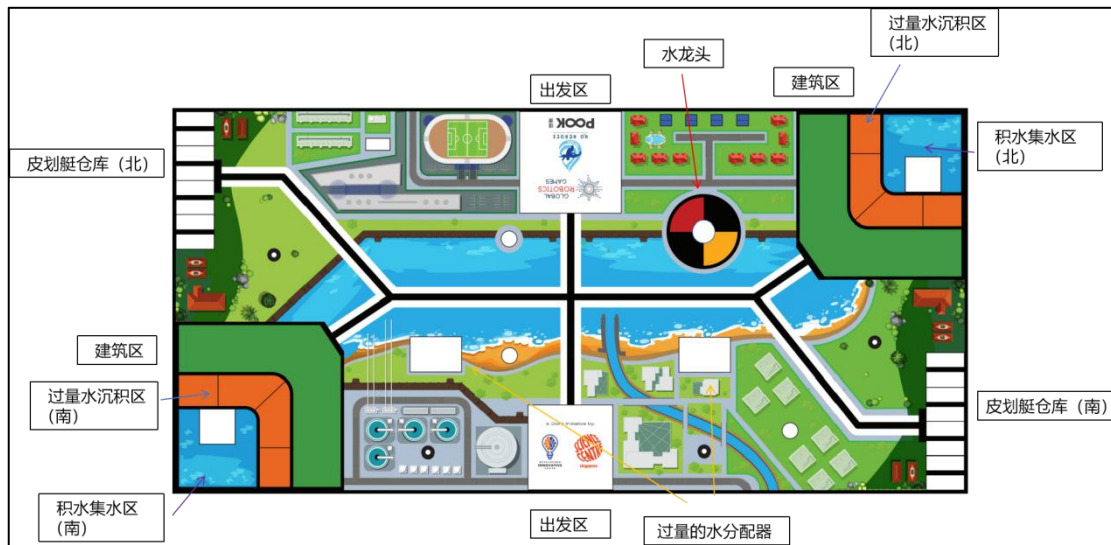 过量水沉积区
(北)
水龙头
建筑区
出发区
积水集水区
(北)
皮划艇仓库（北）
POOK
GLOBAL
ROBOTICS
GAMES
建筑区
过量水沉积区
(南)
皮划艇仓库（南）
SCIENCE
CENTRE
Singapore
积水集水区
(南)
出发区
过量的水分配器